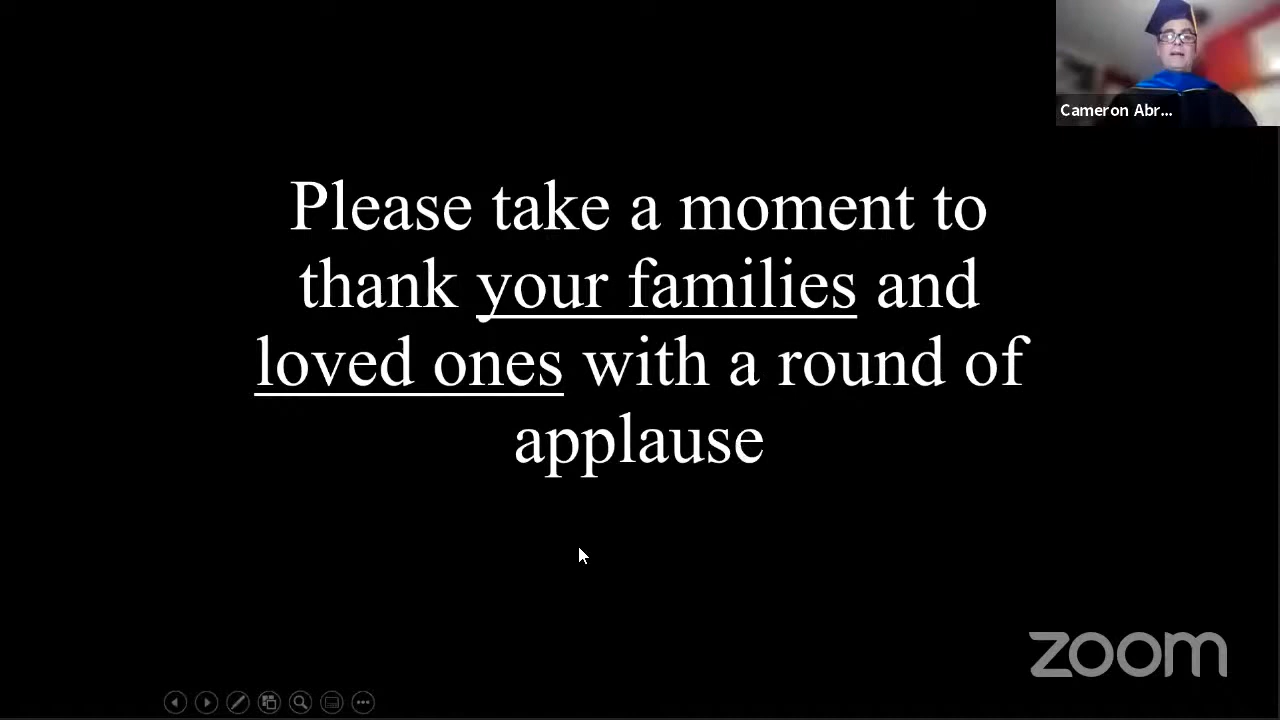 Cameron Abr...
Please take a moment to
thank your families and
loved ones with a round of
applause
zoom